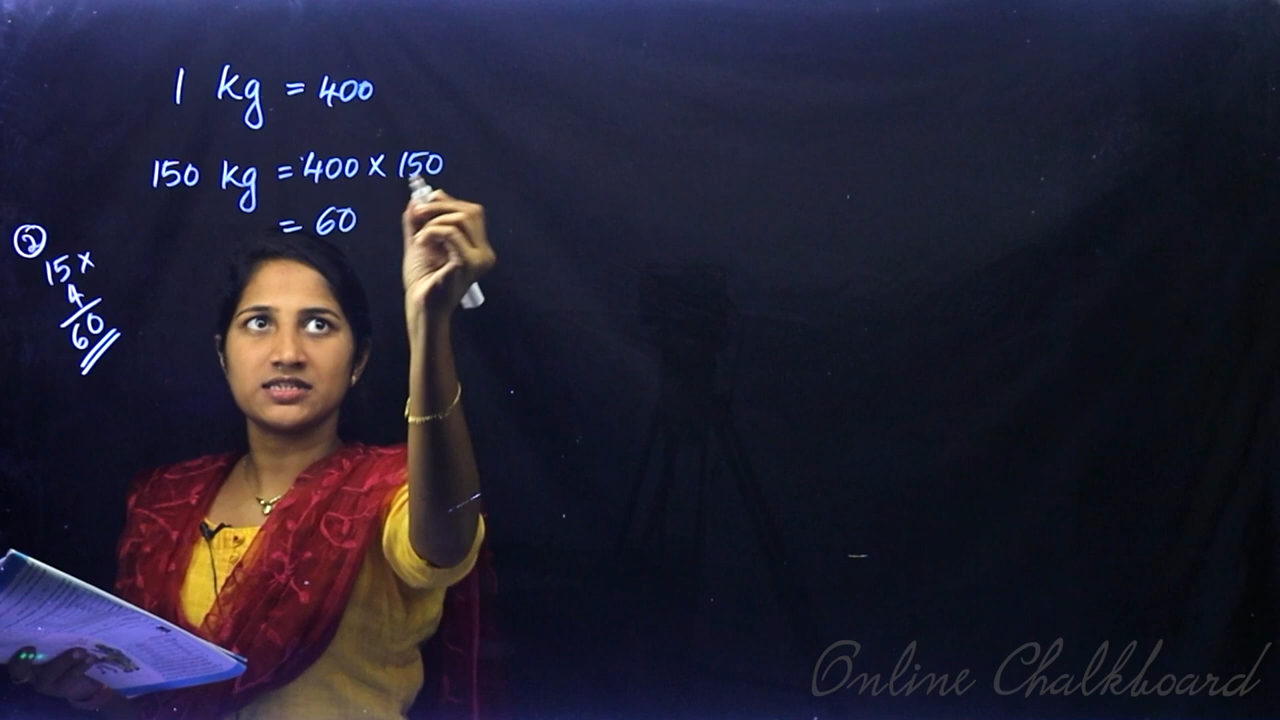 1 kg = 400
150 kg = 400 x 150
= 60
②
15 x
4
60
Online Chalkboard